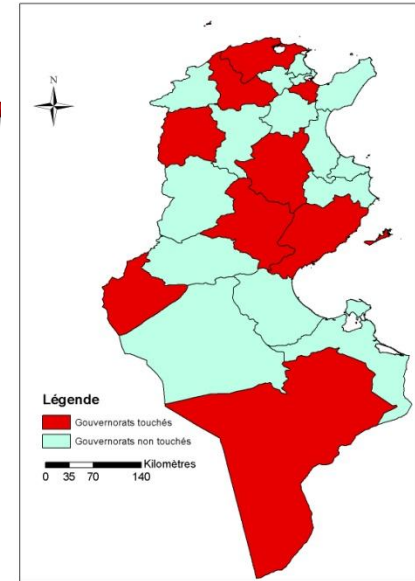 N
Légende
Gouvernorats touchés
Gouvernorats non touchés
Kilomètres
0 35 70 140